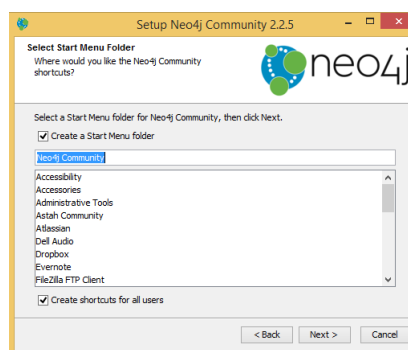 Setup Neo4j Community 2.2.5
Select Start Menu Folder
Where would you like the Neo4j Community
shortcuts?
neo4j
Select a Start Menu folder for Neo4j Community, then click Next.
Create a Start Menu folder
Neo4j Community
Accessibility
Accessories
Administrative Tools
Astah Community
Atlassian
Dell Audio
Dropbox
Evernote
FileZilla FTP Client
Create shortcuts for all users
< Back
Next >
Cancel